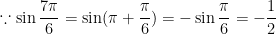 ∵ sin 7π/6 = sin(π + π/6) = − sin π/6 = − 1/2